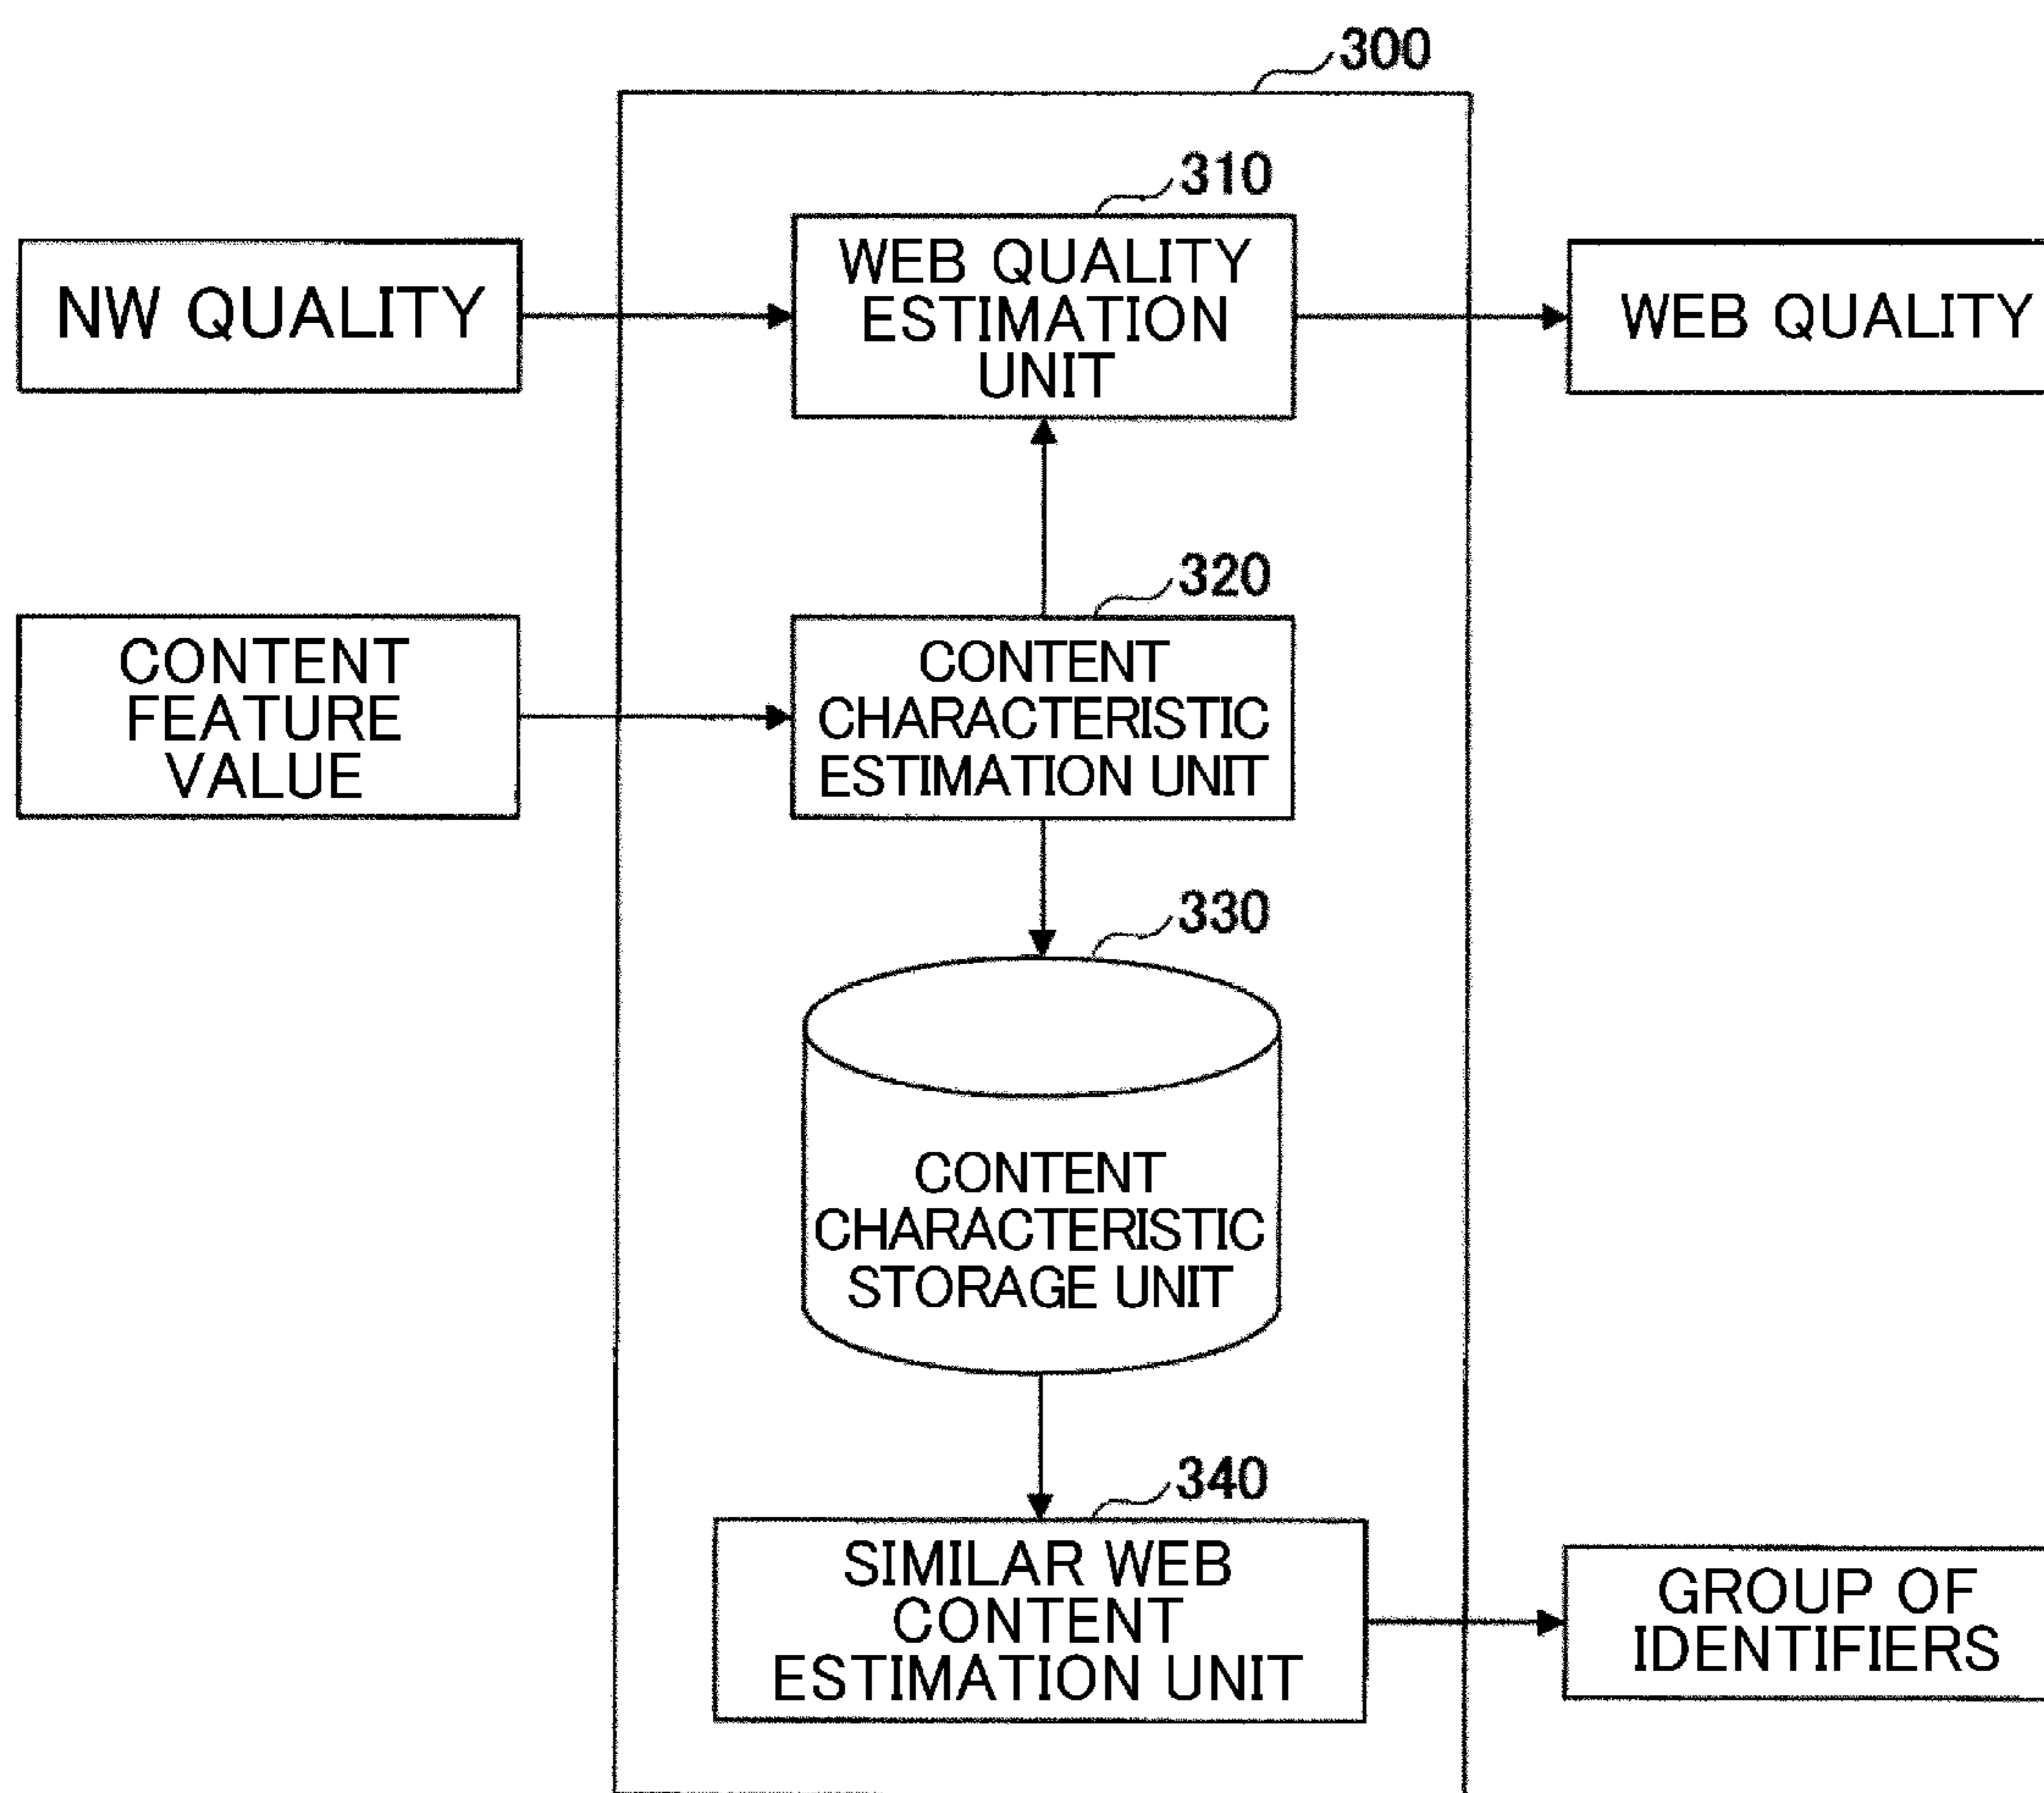 300
310
NW QUALITY
WEB QUALITY
ESTIMATION
UNIT
WEB QUALITY
320
CONTENT
FEATURE
VALUE
CONTENT
CHARACTERISTIC
ESTIMATION UNIT
330
CONTENT
CHARACTERISTIC
STORAGE UNIT
340
SIMILAR WEB
CONTENT
ESTIMATION UNIT
GROUP OF
IDENTIFIERS